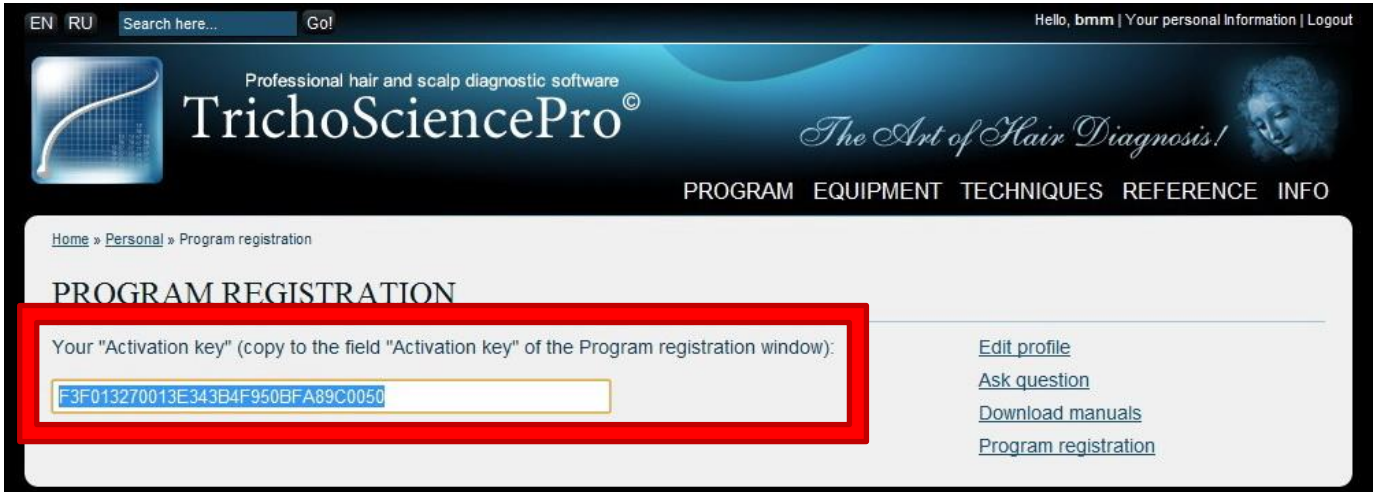 EN RU Search here... Go! Hello, bmm | Your personal Information | Logout
Professional hair and scalp diagnostic software
TrichoSciencePro©
The Art of Hair Diagnosis!
PROGRAM EQUIPMENT TECHNIQUES REFERENCE INFO
Home » Personal » Program registration
PROGRAM REGISTRATION
Your "Activation key" (copy to the field "Activation key" of the Program registration window):
F3F013270013E343B4F950BFA89C0050
Edit profile
Ask question
Download manuals
Program registration